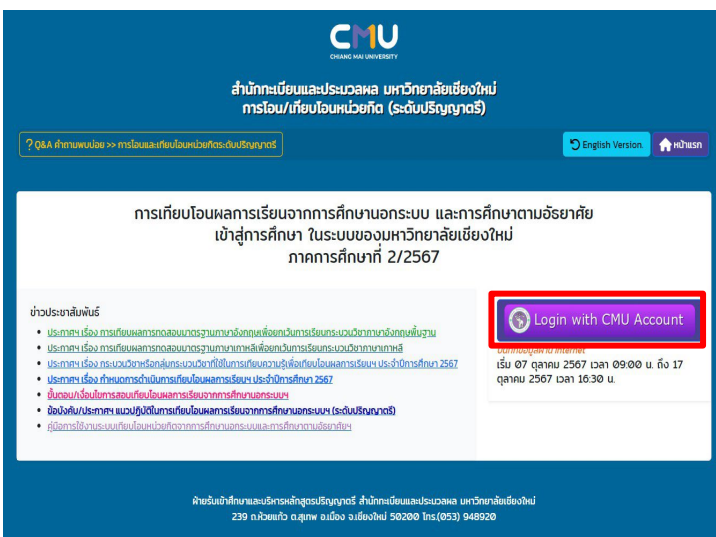 CMU
CHIANG MAI UNIVERSITY
สำนักทะเบียนและประมวลผล มหาวิทยาลัยเชียงใหม่
การโอน/เทียบโอนหน่วยกิต (ระดับปริญญาตรี)
? Q&A คำถามพบบ่อย >> การโอนและเทียบโอนหน่วยกิตระดับปริญญาตรี
English Version.
หน้าแรก
การเทียบโอนผลการเรียนจากการศึกษานอกระบบ และการศึกษาตามอัธยาศัย
เข้าสู่การศึกษา ในระบบของมหาวิทยาลัยเชียงใหม่
ภาคการศึกษาที่ 2/2567
ข่าวประชาสัมพันธ์
ประกาศฯ เรื่อง การเทียบผลการทดสอบมาตรฐานภาษาอังกฤษเพื่อยกเว้นการเรียนกระบวนวิชาภาษาอังกฤษพื้นฐาน
ประกาศฯ เรื่อง การเทียบผลการทดสอบมาตรฐานภาษาเกาหลีเพื่อยกเว้นการเรียนกระบวนวิชาภาษาเกาหลี
ประกาศฯ เรื่อง กระบวนวิชาหรือกลุ่มกระบวนวิชาที่ใช้ในการเทียบความรู้เพื่อเทียบโอนผลการเรียนฯ ประจำปีการศึกษา 2567
ประกาศฯ เรื่อง กำหนดการดำเนินการเทียบโอนผลการเรียนฯ ประจำปีการศึกษา 2567
ขั้นตอน/เงื่อนไขการสอบเทียบโอนผลการเรียนจากการศึกษานอกระบบฯ
ข้อบังคับ/ประกาศฯ แนวปฏิบัติในการเทียบโอนผลการเรียนจากการศึกษานอกระบบฯ (ระดับปริญญาตรี)
คู่มือการใช้งานระบบเทียบโอนหน่วยกิตจากการศึกษานอกระบบและการศึกษาตามอัธยาศัยฯ
Login with CMU Account
บันทึกข้อมูลผ่าน Internet
เริ่ม 07 ตุลาคม 2567 เวลา 09:00 น. ถึง 17
ตุลาคม 2567 เวลา 16:30 น.
ฝ่ายรับเข้าศึกษาและบริหารหลักสูตรปริญญาตรี สำนักทะเบียนและประมวลผล มหาวิทยาลัยเชียงใหม่
239 ถ.ห้วยแก้ว ต.สุเทพ อ.เมือง จ.เชียงใหม่ 50200 โทร.(053) 948920